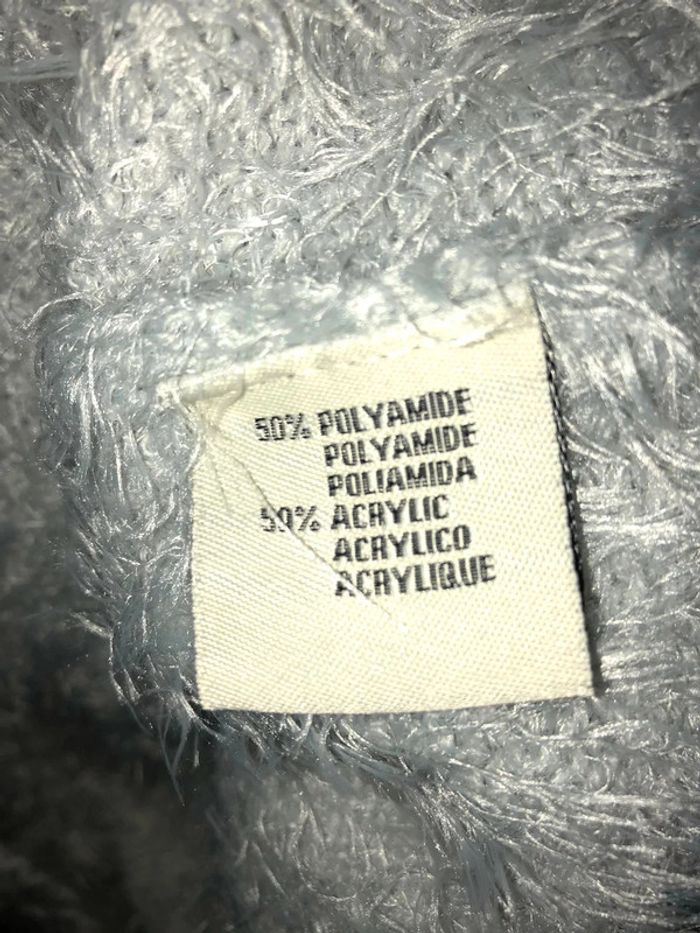 50% POLYAMIDE
POLYAMIDE
POLIAMIDA
50% ACRYLIC
ACRYLICO
ACRYLIQUE